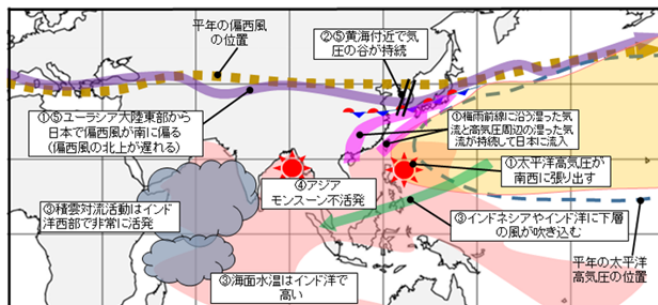 平年の偏西風
の位置
②⑤黄海付近で気
圧の谷が持続
①⑤ユーラシア大陸東部から
日本で偏西風が南に偏る
(偏西風の北上が遅れる)
①梅雨前線に沿う湿った気
流と高気圧周辺の湿った気
流が持続して日本に流入
①太平洋高気圧が
南西に張り出す
④アジア
モンスーン不活発
③積雲対流活動はインド
洋西部で非常に活発
③インドネシアやインド洋に下層
の風が吹き込む
③海面水温はインド洋で
高い
平年の太平洋
高気圧の位置